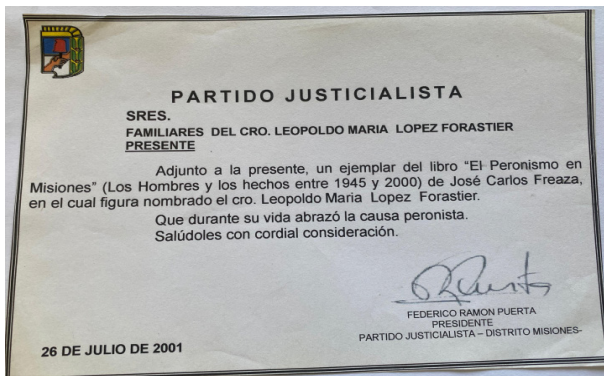 PARTIDO JUSTICIALISTA
SRES.
FAMILIARES DEL CRO. LEOPOLDO MARIA LOPEZ FORASTIER
PRESENTE
Adjunto a la presente, un ejemplar del libro "El Peronismo en
Misiones" (Los Hombres y los hechos entre 1945 y 2000) de José Carlos Freaza,
en el cual figura nombrado el cro. Leopoldo Maria Lopez Forastier.
Que durante su vida abrazó la causa peronista.
Salúdoles con cordial consideración.
FEDERICO RAMON PUERTA
PRESIDENTE
PARTIDO JUSTICIALISTA – DISTRITO MISIONES-
26 DE JULIO DE 2001